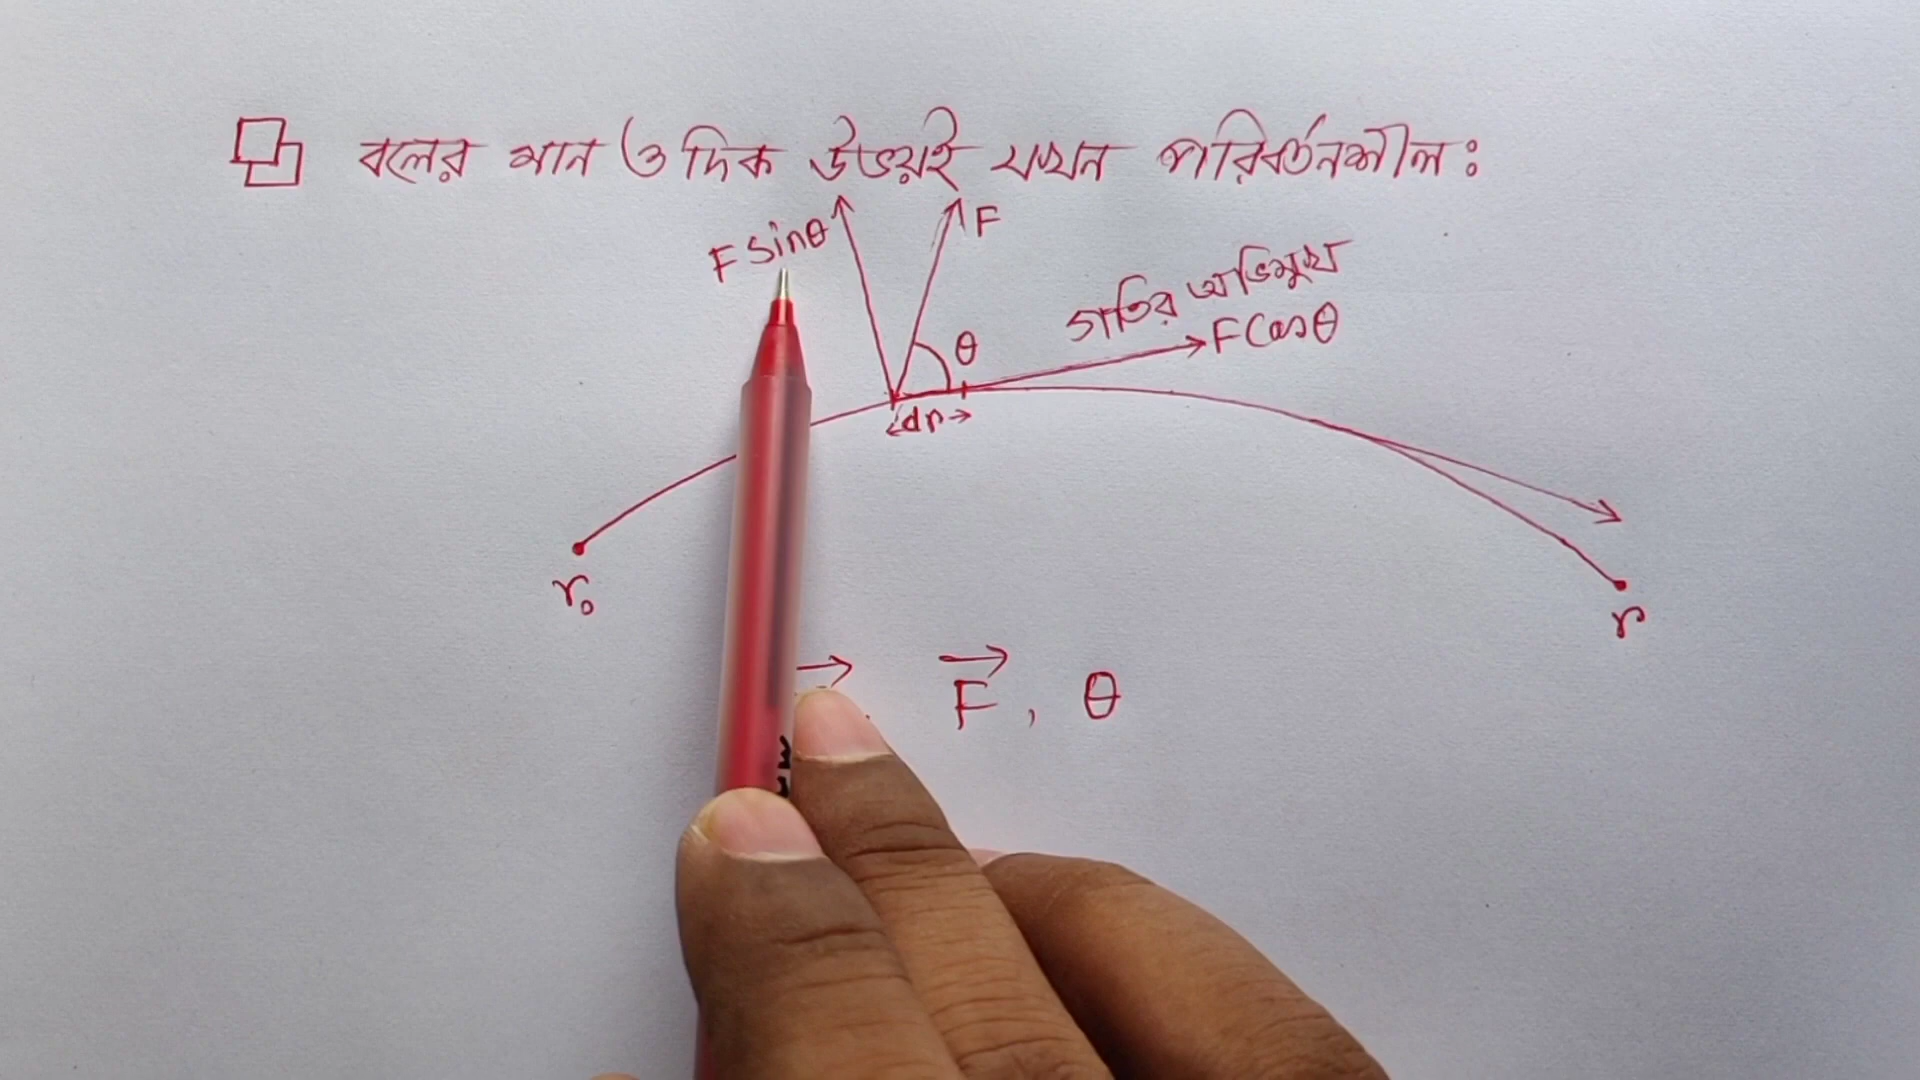 বলের মান ও দিক উভয়ই যখন পরিবর্তনশীল:
F sinθ
F
গতির অভিমুখ
θ
F Cosθ
dr
r₀
r
F, θ